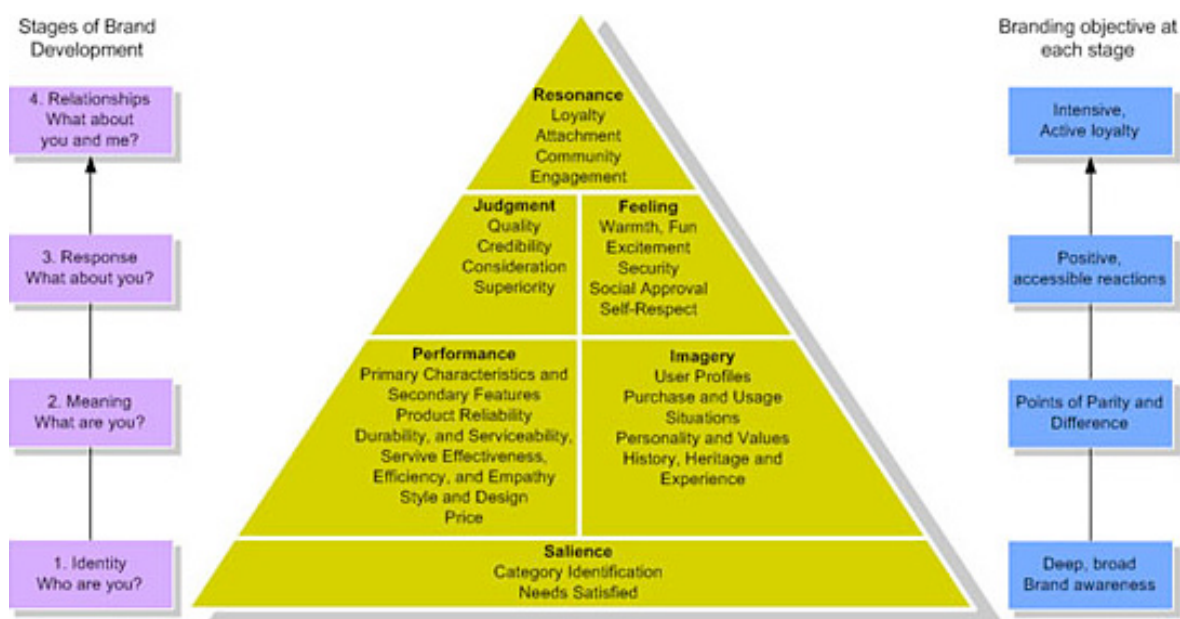 Stages of Brand
Development
4. Relationships
What about
you and me?
3. Response
What about you?
2. Meaning
What are you?
1. Identity
Who are you?
Resonance
Loyalty
Attachment
Community
Engagement
Judgment
Quality
Credibility
Consideration
Superiority
Feeling
Warmth, Fun
Excitement
Security
Social Approval
Self-Respect
Performance
Primary Characteristics and
Secondary Features
Product Reliability
Durability, and Serviceability,
Servive Effectiveness,
Efficiency, and Empathy
Style and Design
Price
Imagery
User Profiles
Purchase and Usage
Situations
Personality and Values
History, Heritage and
Experience
Salience
Category Identification
Needs Satisfied
Branding objective at
each stage
Intensive,
Active loyalty
Positive,
accessible reactions
Points of Parity and
Difference
Deep, broad
Brand awareness